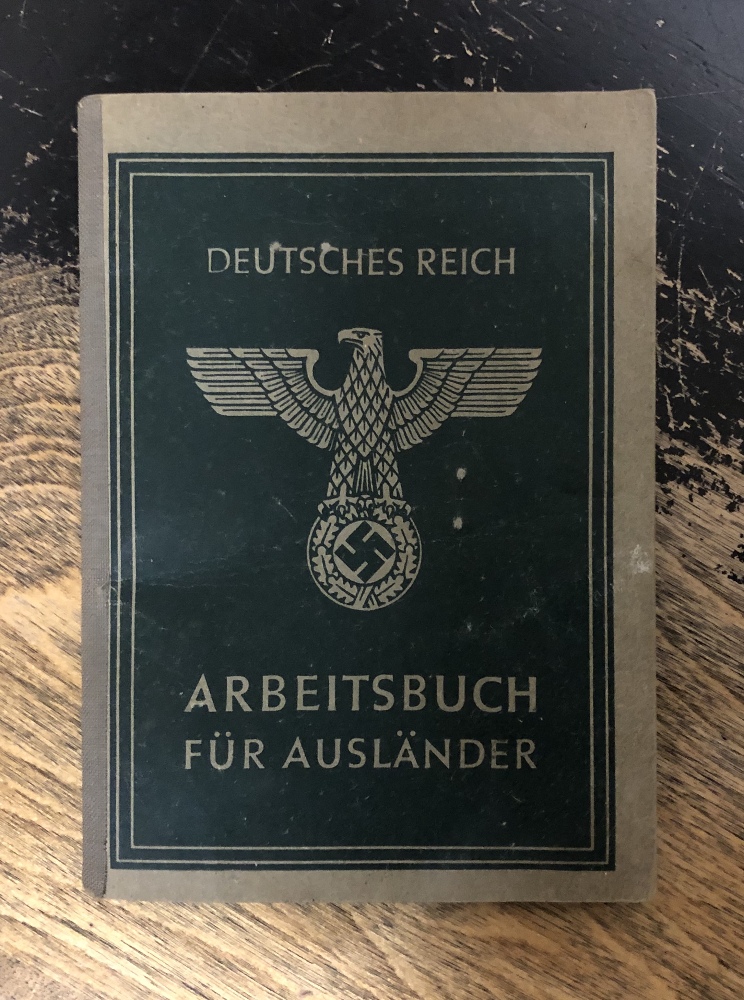 DEUTSCHES REICH
ARBEITSBUCH
FÜR AUSLÄNDER